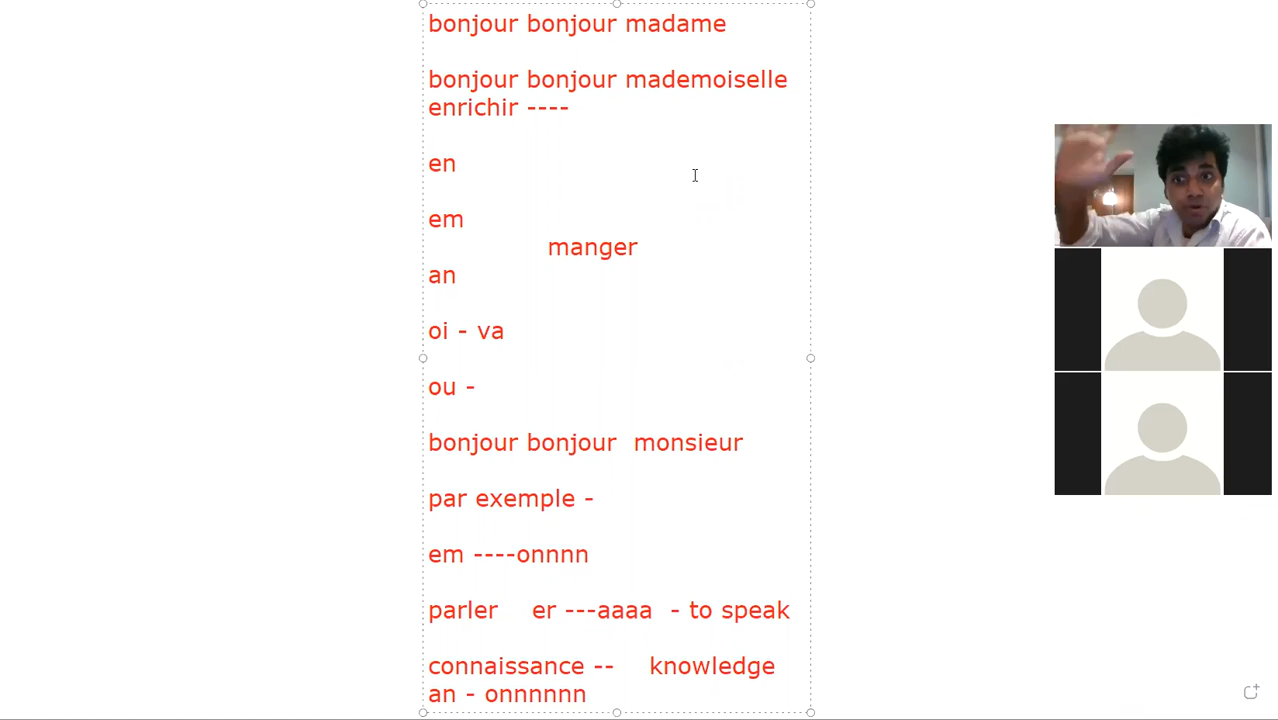 bonjour bonjour madame
bonjour bonjour mademoiselle
enrichir ----
en
em
manger
an
oi - va
ou -
bonjour bonjour  monsieur
par exemple -
em ----onnnn
parler    er ---aaaa  - to speak
connaissance --    knowledge
an - onnnnnn